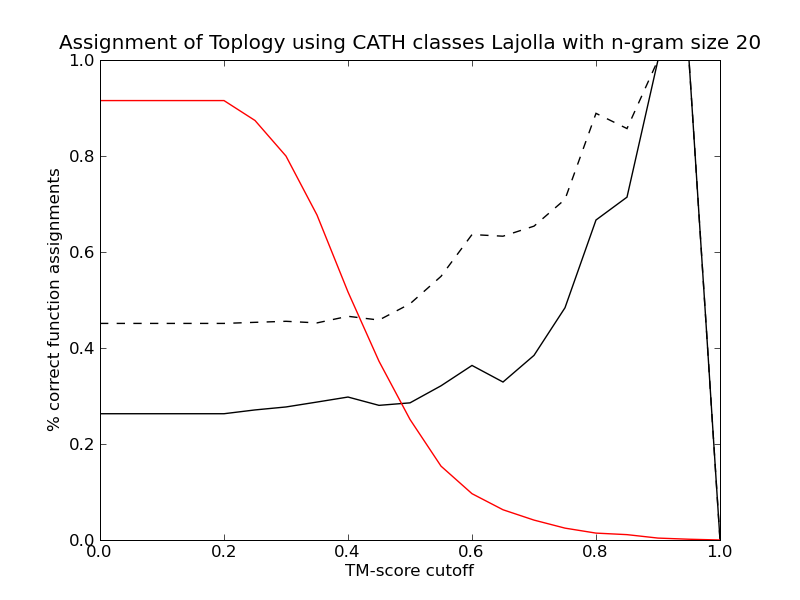 Assignment of Toplogy using CATH classes Lajolla with n-gram size 20
1.0
0.8
0.6
0.4
0.2
0.0
% correct function assignments
0.0 0.2 0.4 0.6 0.8 1.0
TM-score cutoff